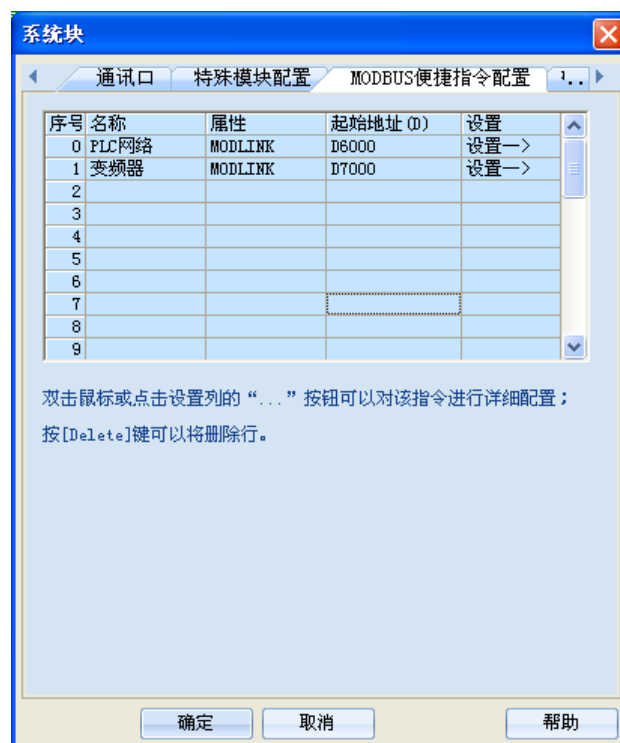 系统块
通讯口 特殊模块配置 MODBUS便捷指令配置
序号 名称 属性 起始地址(D) 设置
0 PLC网络 MODLINK D6000 设置一>
1 变频器 MODLINK D7000 设置一>
2
3
4
5
6
7
8
9
双击鼠标或点击设置列的“...”按钮可以对该指令进行详细配置；
按[Delete]键可以将删除行。
确定 取消 帮助